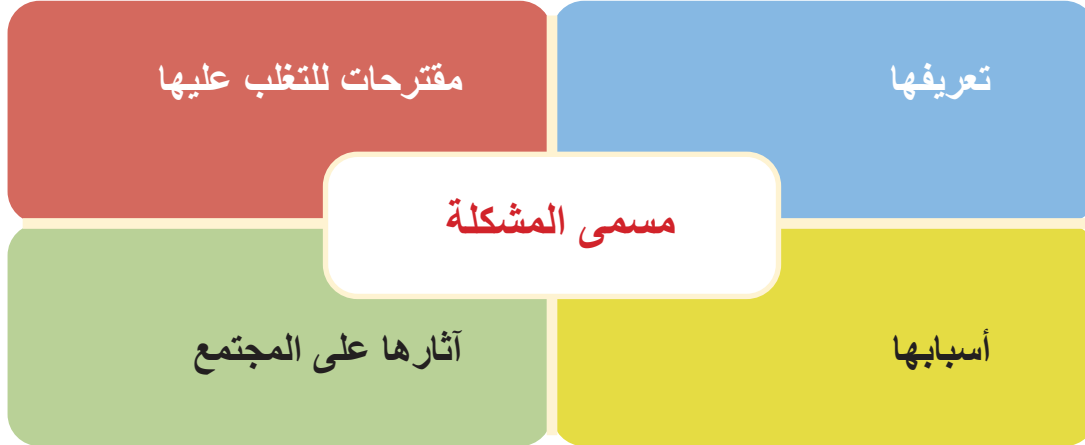 تعريفها
مقترحات للتغلب عليها
مسمى المشكلة
أسبابها
آثارها على المجتمع